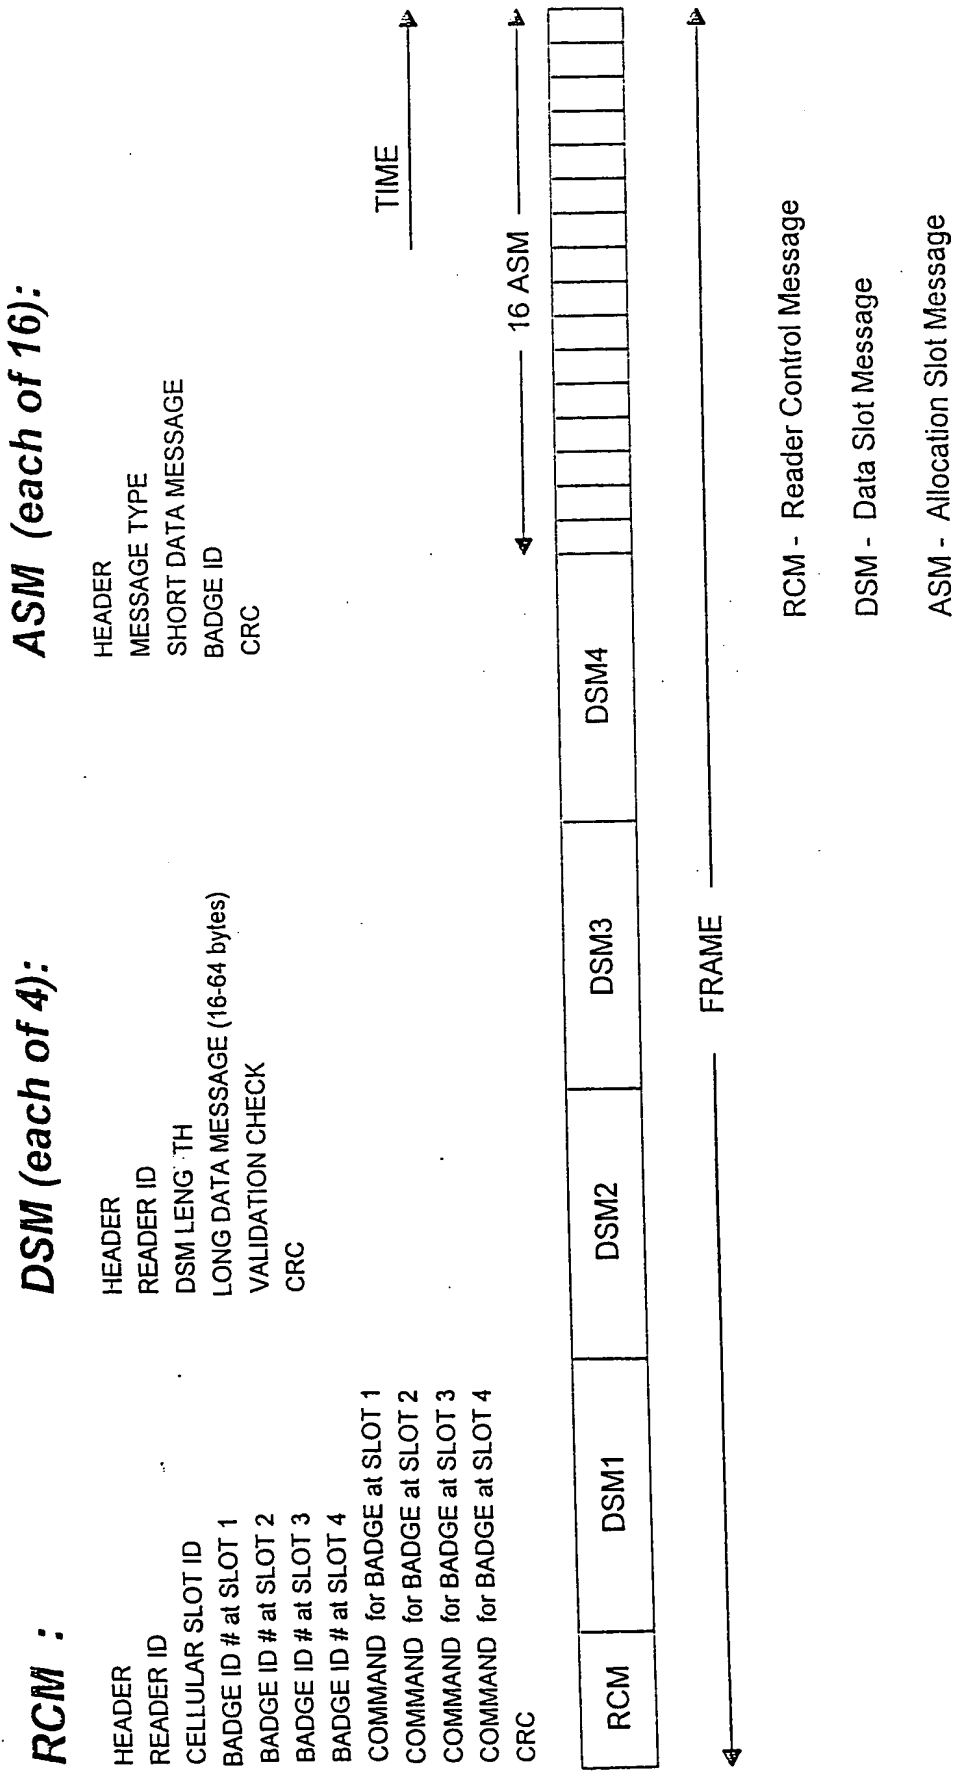 RCM :
HEADER
READER ID
CELLULAR SLOT ID
BADGE ID # at SLOT 1
BADGE ID # at SLOT 2
BADGE ID # at SLOT 3
BADGE ID # at SLOT 4
COMMAND for BADGE at SLOT 1
COMMAND for BADGE at SLOT 2
COMMAND for BADGE at SLOT 3
COMMAND for BADGE at SLOT 4
CRC
DSM (each of 4):
HEADER
READER ID
DSM LENG TH
LONG DATA MESSAGE (16-64 bytes)
VALIDATION CHECK
CRC
ASM (each of 16):
HEADER
MESSAGE TYPE
SHORT DATA MESSAGE
BADGE ID
CRC
TIME
16 ASM
RCM
DSM1
DSM2
DSM3
DSM4
FRAME
RCM - Reader Control Message
DSM - Data Slot Message
ASM - Allocation Slot Message